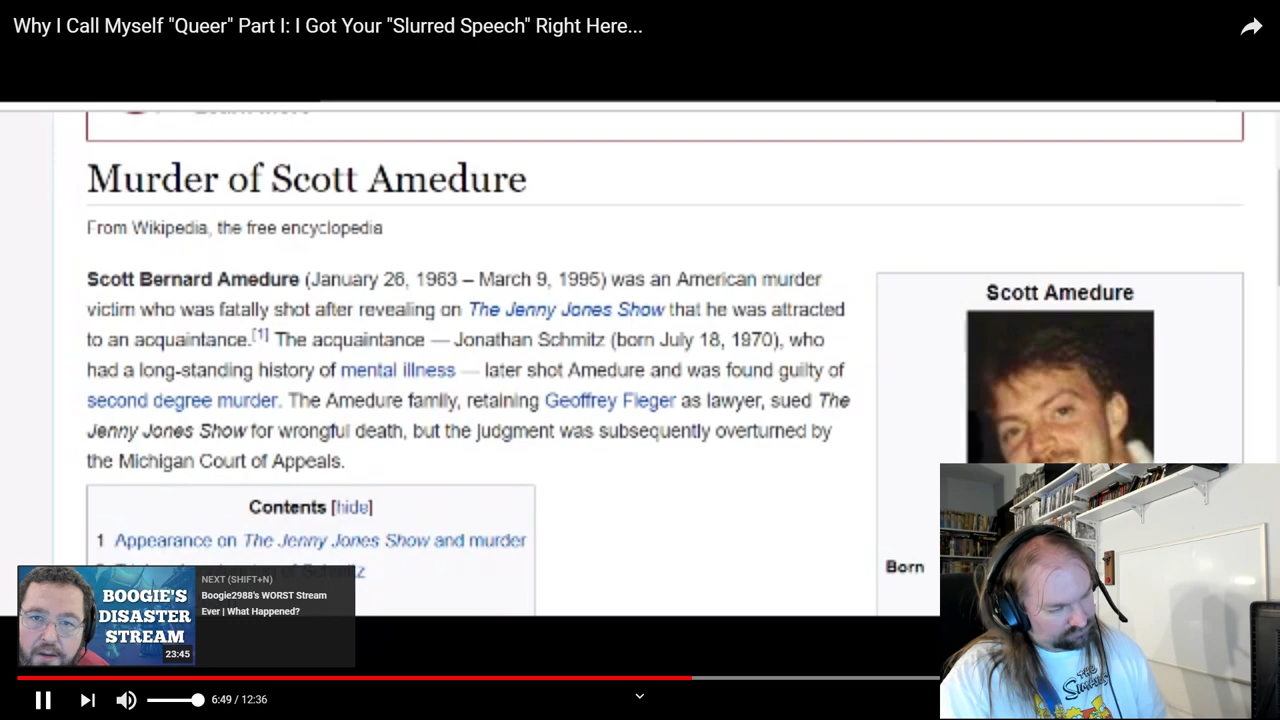 Why I Call Myself "Queer" Part I: I Got Your "Slurred Speech" Right Here...
Murder of Scott Amedure
From Wikipedia, the free encyclopedia
Scott Bernard Amedure (January 26, 1963 – March 9, 1995) was an American murder
victim who was fatally shot after revealing on The Jenny Jones Show that he was attracted
to an acquaintance.[1] The acquaintance — Jonathan Schmitz (born July 18, 1970), who
had a long-standing history of mental illness — later shot Amedure and was found guilty of
second degree murder. The Amedure family, retaining Geoffrey Fieger as lawyer, sued The
Jenny Jones Show for wrongful death, but the judgment was subsequently overturned by
the Michigan Court of Appeals.
Scott Amedure
Born
Contents [hide]
1 Appearance on The Jenny Jones Show and murder
BOOGIE'S
DISASTER
STREAM
23:45
NEXT (SHIFT+N)
Boogie2988's WORST Stream
Ever | What Happened?
6:49 / 12:36
THE